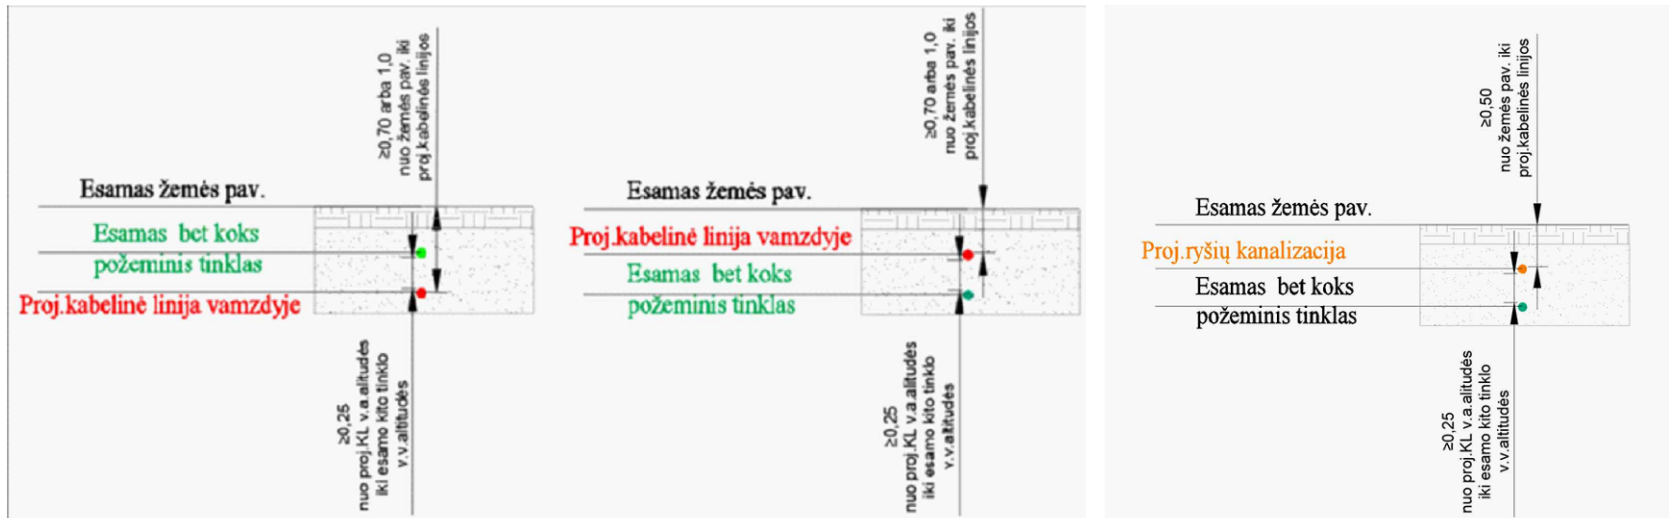 ≥0,70 arba 1,0
nuo žemės pav. iki
proj.kabelinės linijos
Esamas žemės pav.
Esamas bet koks
požeminis tinklas
Proj.kabelinė linija vamzdyje
≥0,25
nuo proj.KL v.a.alitudės
iki esamo kito tinklo
v.v.altitudės
≥0,70 arba 1,0
nuo žemės pav. iki
proj.kabelinės linijos
Esamas žemės pav.
Proj.kabelinė linija vamzdyje
Esamas bet koks
požeminis tinklas
≥0,25
nuo proj.KL v.a.alitudės
iki esamo kito tinklo
v.v.altitudės
≥0,50
nuo žemės pav. iki
proj.kabelinės linijos
Esamas žemės pav.
Proj.ryšių kanalizacija
Esamas bet koks
požeminis tinklas
≥0,25
nuo proj.KL v.a.alitudės
iki esamo kito tinklo
v.v.altitudės